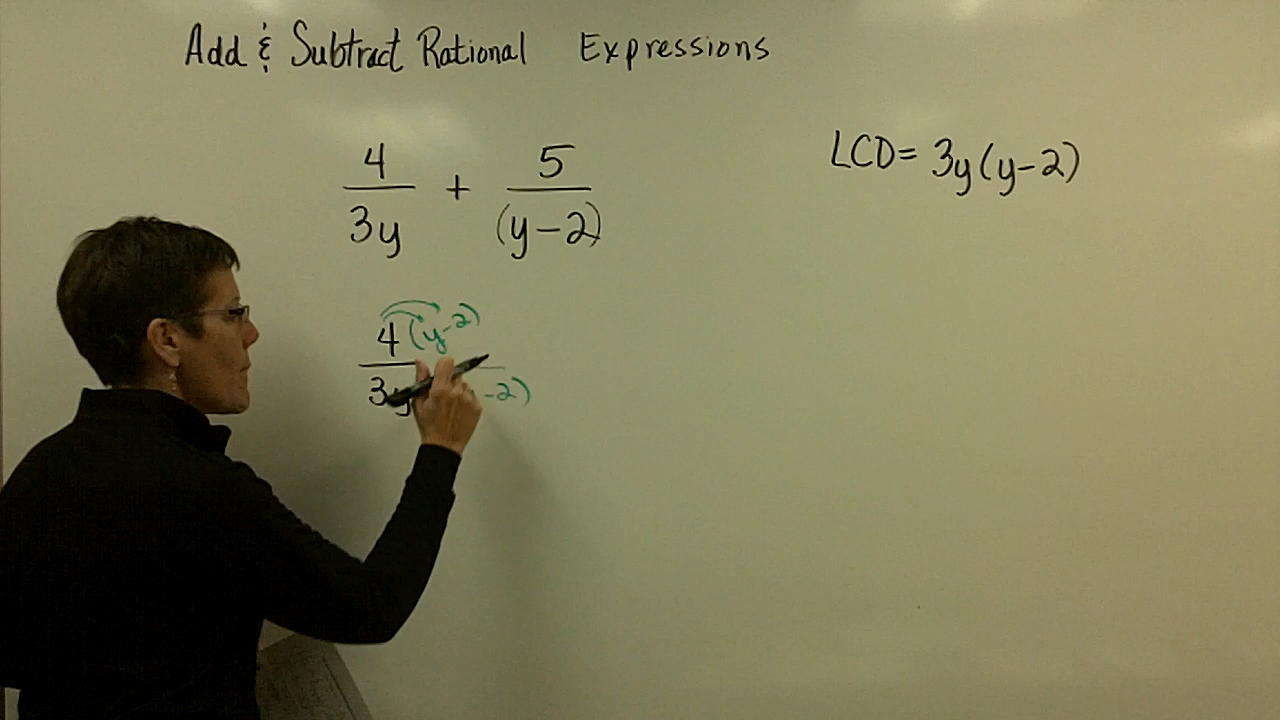 Add & Subtract Rational Expressions
4 5
LCD= 3y(y-2)
+
3y (y-2)
4(y-2)
3y -2)